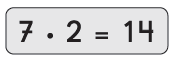 7 · 2 = 14